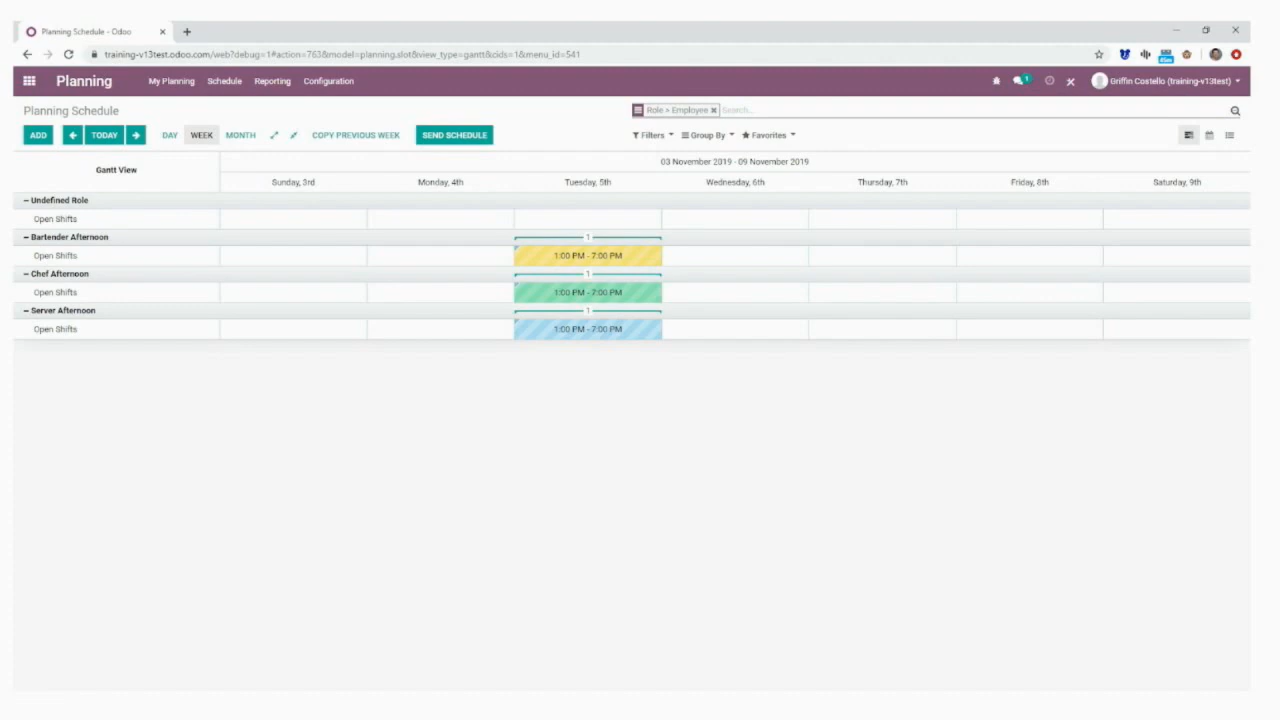 Planning Schedule - Odoo
training-v13test.odoo.com/web?debug=1#action=763&model=planning.slot&view_type=gantt&cids=1&menu_id=541
Planning My Planning Schedule Reporting Configuration 1 Griffin Costello (training-v13test)
Planning Schedule Role > Employee Search...
ADD TODAY DAY WEEK MONTH COPY PREVIOUS WEEK SEND SCHEDULE Filters Group By Favorites
Gantt View 03 November 2019 - 09 November 2019
Sunday, 3rd Monday, 4th Tuesday, 5th Wednesday, 6th Thursday, 7th Friday, 8th Saturday, 9th
Undefined Role
Open Shifts
Bartender Afternoon 1
Open Shifts 1:00 PM - 7:00 PM
Chef Afternoon 1
Open Shifts 1:00 PM - 7:00 PM
Server Afternoon 1
Open Shifts 1:00 PM - 7:00 PM